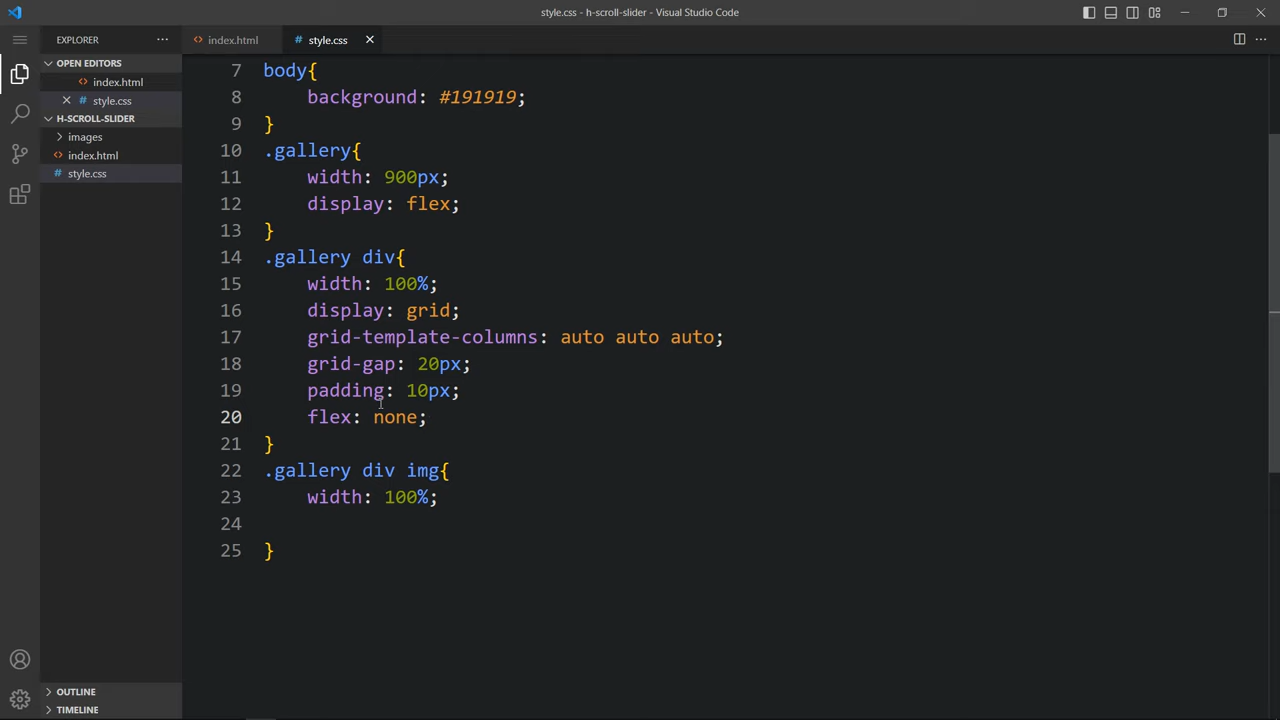 style.css - h-scroll-slider - Visual Studio Code
EXPLORER
index.html
style.css
OPEN EDITORS
index.html
style.css
H-SCROLL-SLIDER
images
index.html
style.css
7 body{
8 background: #191919;
9 }
10 .gallery{
11 width: 900px;
12 display: flex;
13 }
14 .gallery div{
15 width: 100%;
16 display: grid;
17 grid-template-columns: auto auto auto;
18 grid-gap: 20px;
19 padding: 10px;
20 flex: none;
21 }
22 .gallery div img{
23 width: 100%;
24
25 }
OUTLINE
TIMELINE